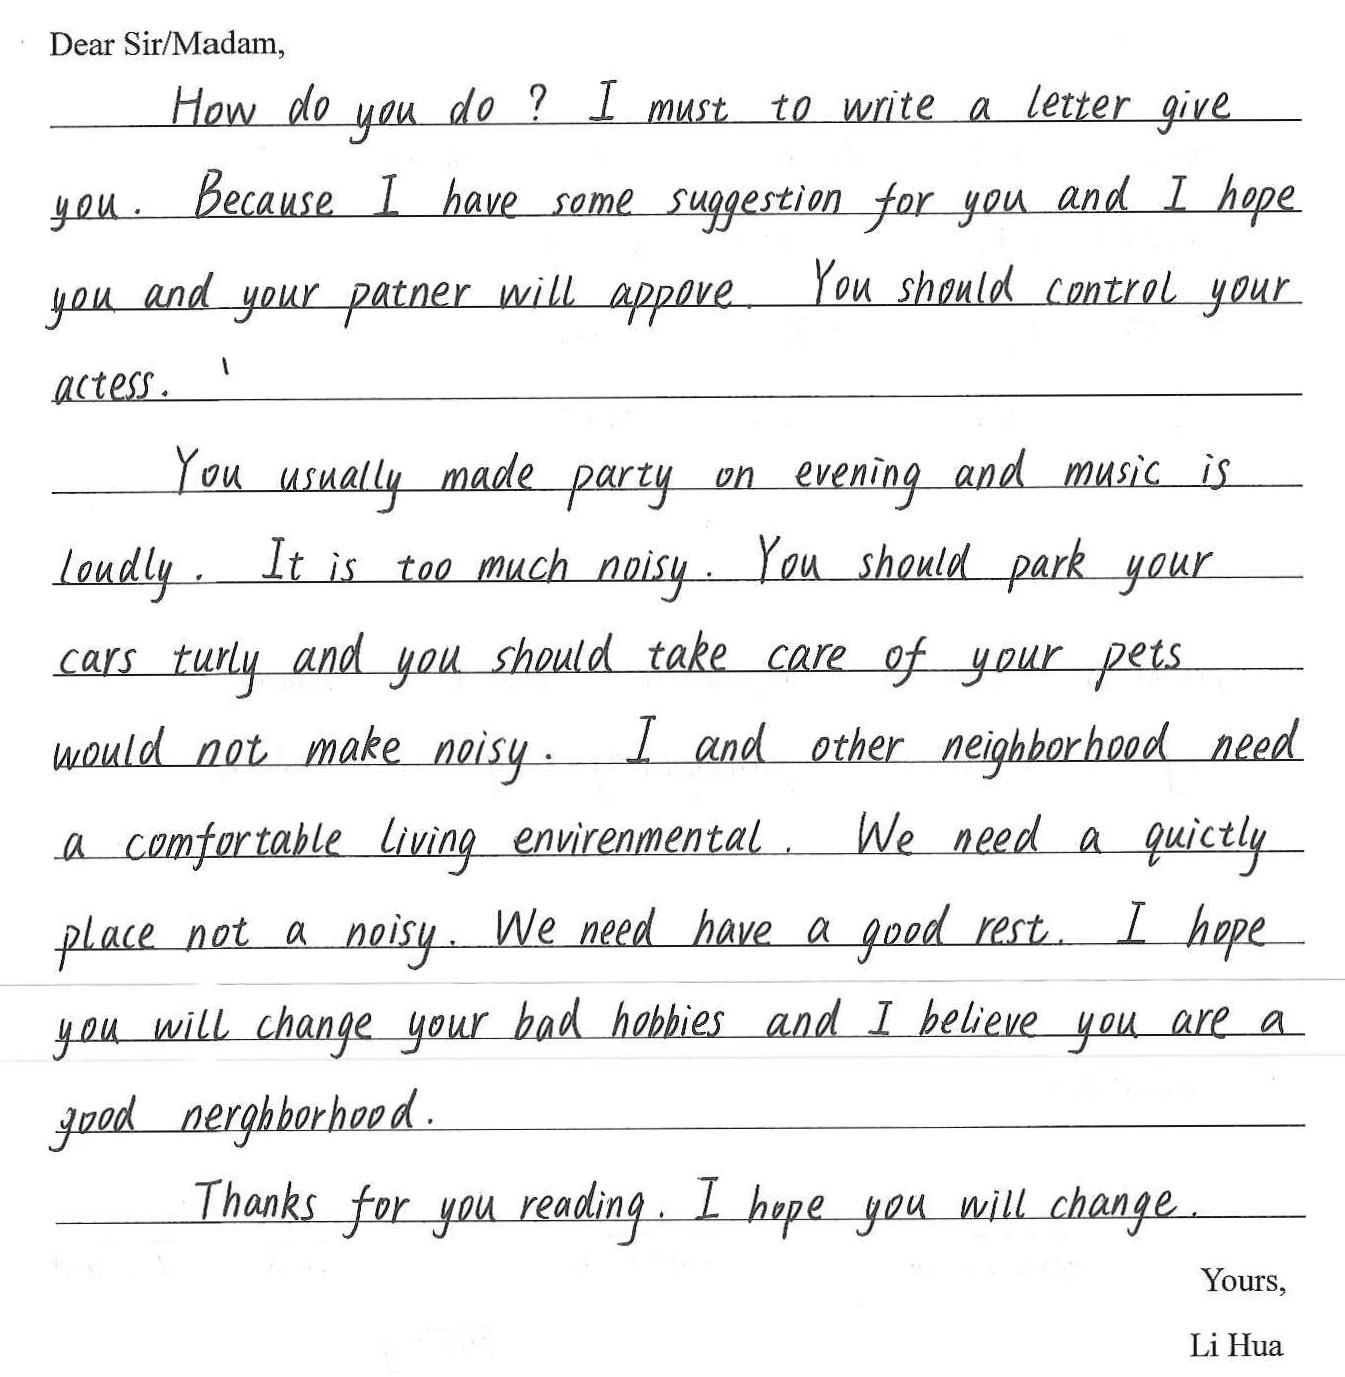 Dear Sir/Madam,
How do you do ? I must to write a letter give
you. Because I have some suggestion for you and I hope
you and your patner will appove. You should control your
actess.
You usually made party on evening and music is
loudly. It is too much noisy. You should park your
cars turly and you should take care of your pets
would not make noisy. I and other neighborhood need
a comfortable living envirenmental. We need a quictly
place not a noisy. We need have a good rest. I hope
you will change your bad hobbies and I believe you are a
good nerghborhood.
Thanks for you reading. I hope you will change.
Yours,
Li Hua